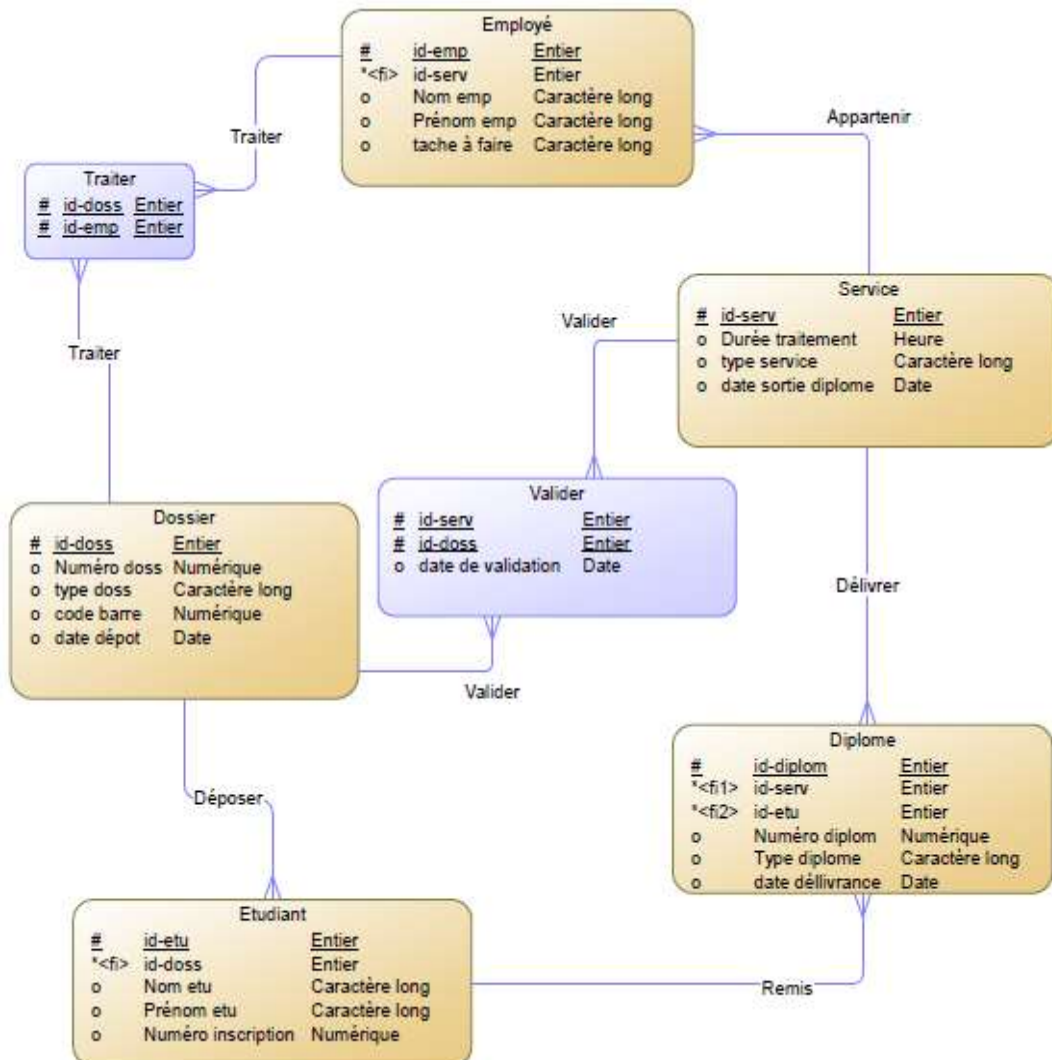 Employé
# id-emp Entier
*<fi> id-serv Entier
o Nom emp Caractère long
o Prénom emp Caractère long
o tache à faire Caractère long
Appartenir
Traiter
Traiter
# id-doss Entier
# id-emp Entier
Service
# id-serv Entier
o Durée traitement Heure
o type service Caractère long
o date sortie diplome Date
Valider
Traiter
Valider
# id-serv Entier
# id-doss Entier
o date de validation Date
Dossier
# id-doss Entier
o Numéro doss Numérique
o type doss Caractère long
o code barre Numérique
o date dépot Date
Délivrer
Valider
Diplome
# id-diplom Entier
*<fi1> id-serv Entier
*<fi2> id-etu Entier
o Numéro diplom Numérique
o Type diplome Caractère long
o date déllivrance Date
Déposer
Etudiant
# id-etu Entier
*<fi> id-doss Entier
o Nom etu Caractère long
o Prénom etu Caractère long
o Numéro inscription Numérique
Remis